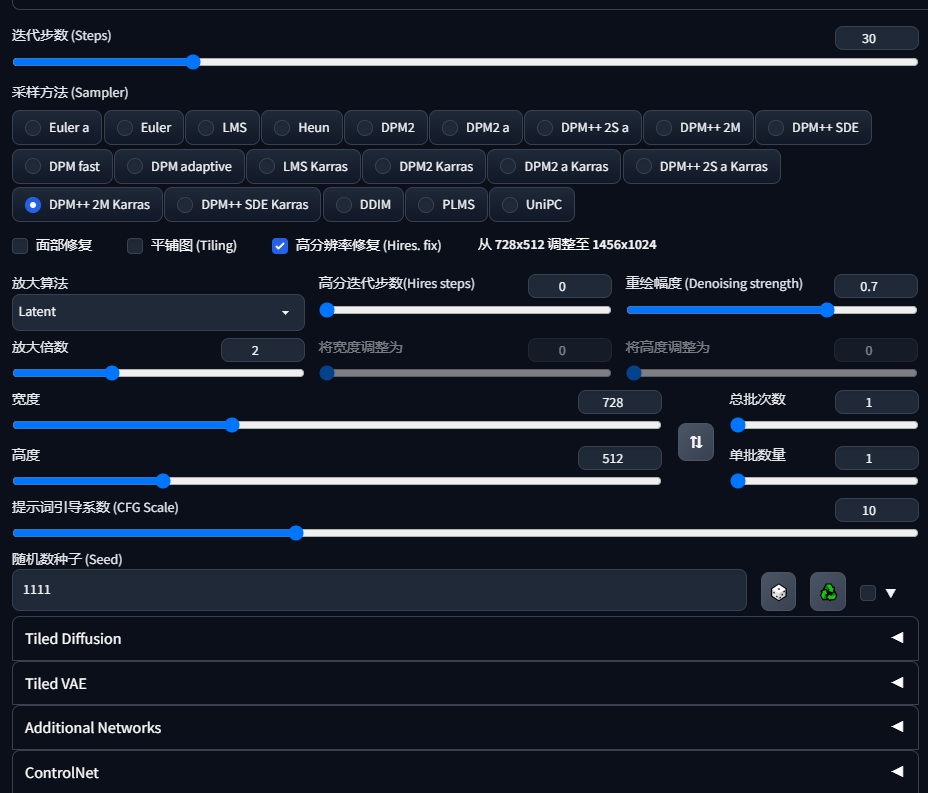 迭代步数 (Steps)
30
采样方法 (Sampler)
Euler a Euler LMS Heun DPM2 DPM2 a DPM++ 2S a DPM++ 2M DPM++ SDE
DPM fast DPM adaptive LMS Karras DPM2 Karras DPM2 a Karras DPM++ 2S a Karras
DPM++ 2M Karras DPM++ SDE Karras DDIM PLMS UniPC
面部修复 平铺图 (Tiling) 高分辨率修复 (Hires. fix) 从 728x512 调整至 1456x1024
放大算法
Latent
高分迭代步数(Hires steps) 0
重绘幅度 (Denoising strength) 0.7
放大倍数 2
将宽度调整为 0
将高度调整为 0
宽度 728
总批次数 1
高度 512
单批数量 1
提示词引导系数 (CFG Scale) 10
随机数种子 (Seed)
1111
Tiled Diffusion
Tiled VAE
Additional Networks
ControlNet